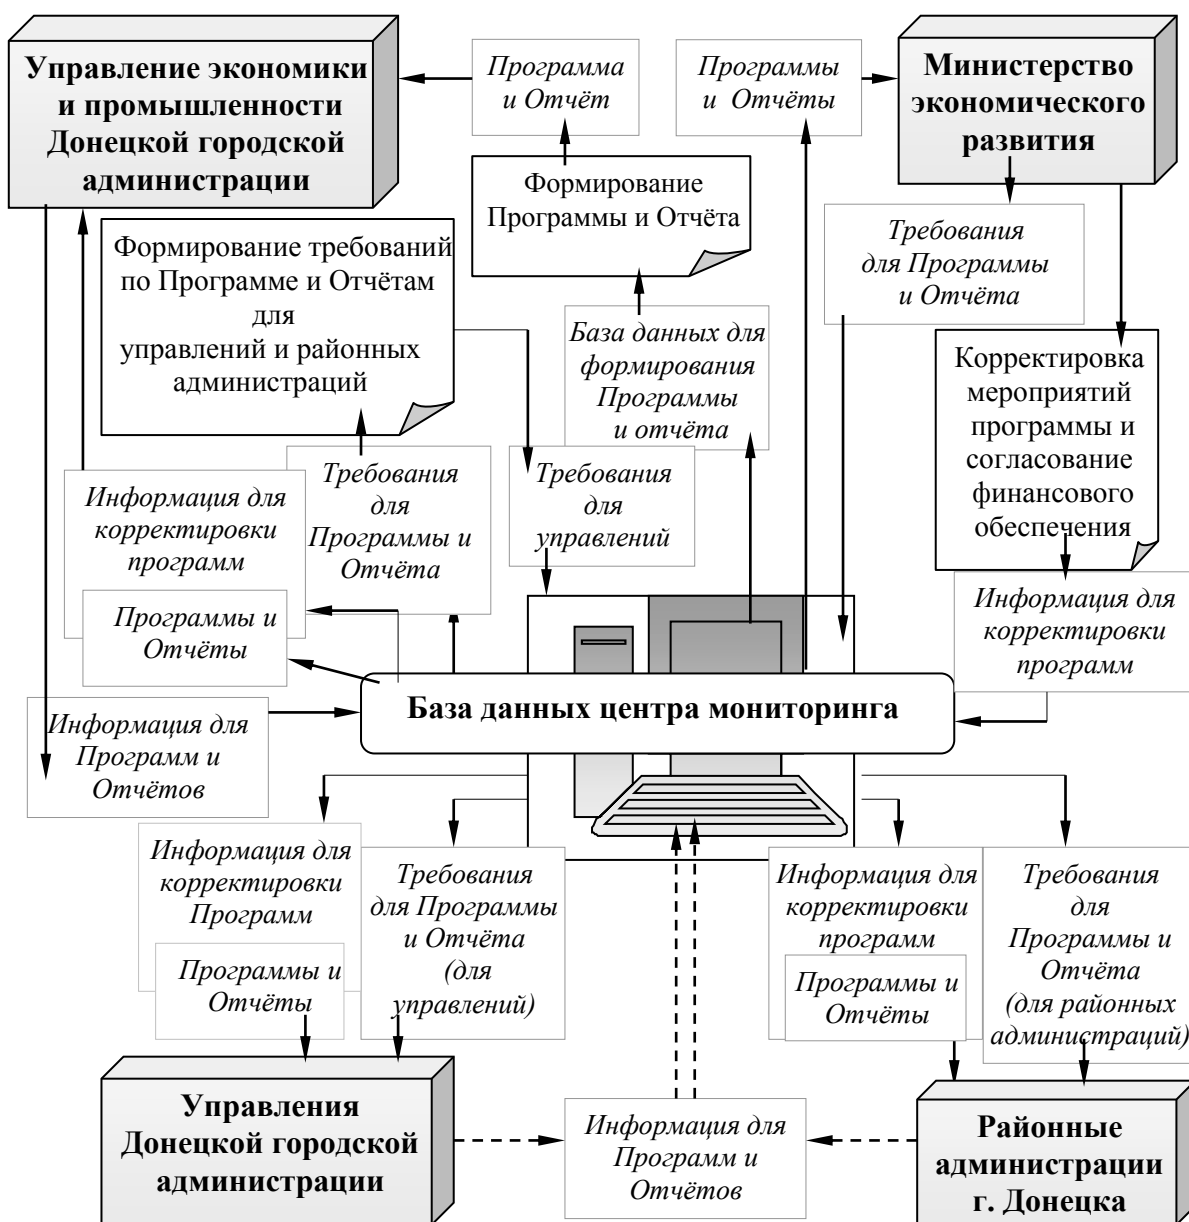 Управление экономики
и промышленности
Донецкой городской
администрации
Программа
и Отчёт
Программы
и Отчёты
Министерство
экономического
развития
Формирование
Программы и Отчёта
Требования
для Программы
и Отчёта
Формирование требований
по Программе и Отчётам
для
управлений и районных
администраций
База данных для
формирования
Программы
и отчёта
Корректировка
мероприятий
программы и
согласование
финансового
обеспечения
Информация для
корректировки
программ
Программы и
Отчёты
Требования
для
Программы и
Отчёта
Требования
для
управлений
Информация для
корректировки
программ
База данных центра мониторинга
Информация для
Программ и
Отчётов
Информация для
корректировки
Программ
Программы и
Отчёты
Требования
для Программы
и Отчёта
(для
управлений)
Информация для
корректировки
программ
Программы и
Отчёты
Требования
для
Программы и
Отчёта
(для районных
администраций)
Управления
Донецкой городской
администрации
Информация для
Программ и
Отчётов
Районные
администрации
г. Донецка